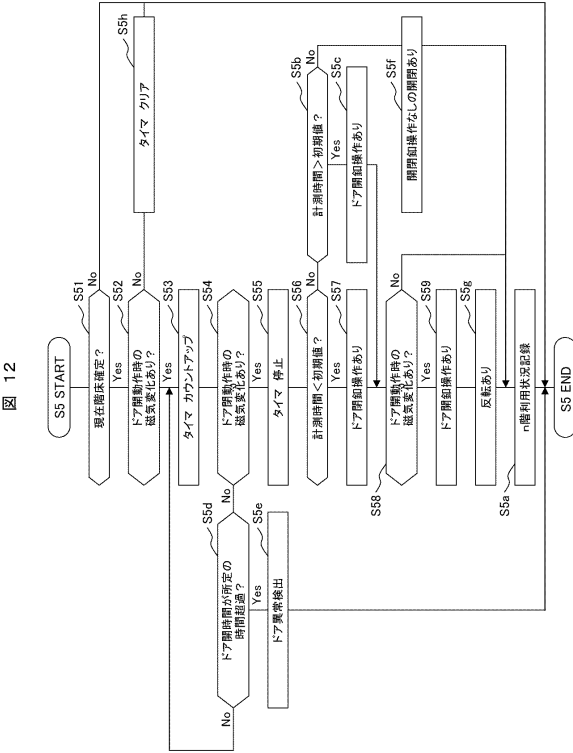 図 12
S5 START
S51
現在階床確定？
No
Yes
S52
ドア開動作時の
磁気変化あり？
No
S5h
タイマ クリア
Yes
S53
タイマ カウントアップ
S54
ドア閉動作時の
磁気変化あり？
No
S5d
ドア開時間が所定の
時間超過？
No
Yes
S5e
ドア異常検出
Yes
S55
タイマ 停止
S56
計測時間＜初期値？
No
S5b
計測時間＞初期値？
No
Yes
S5c
ドア開釦操作あり
S5f
開閉釦操作なしの開閉あり
Yes
S57
ドア閉釦操作あり
S58
ドア開動作時の
磁気変化あり？
No
Yes
S59
ドア開釦操作あり
S5g
反転あり
S5a
n階利用状況記録
S5 END